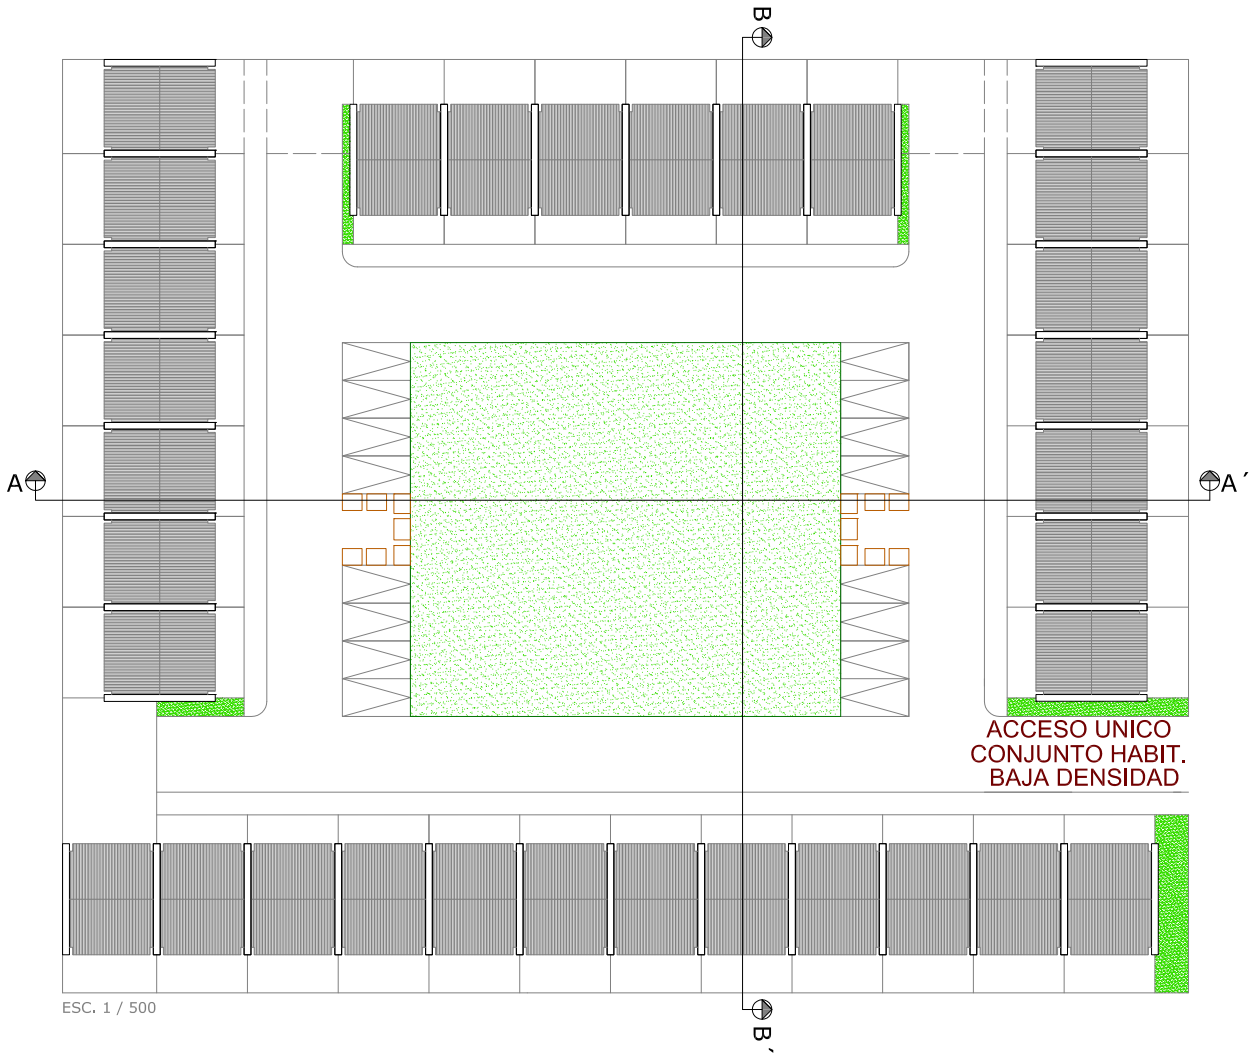 B
A
A´
ACCESO UNICO
CONJUNTO HABIT.
BAJA DENSIDAD
ESC. 1 / 500
B´